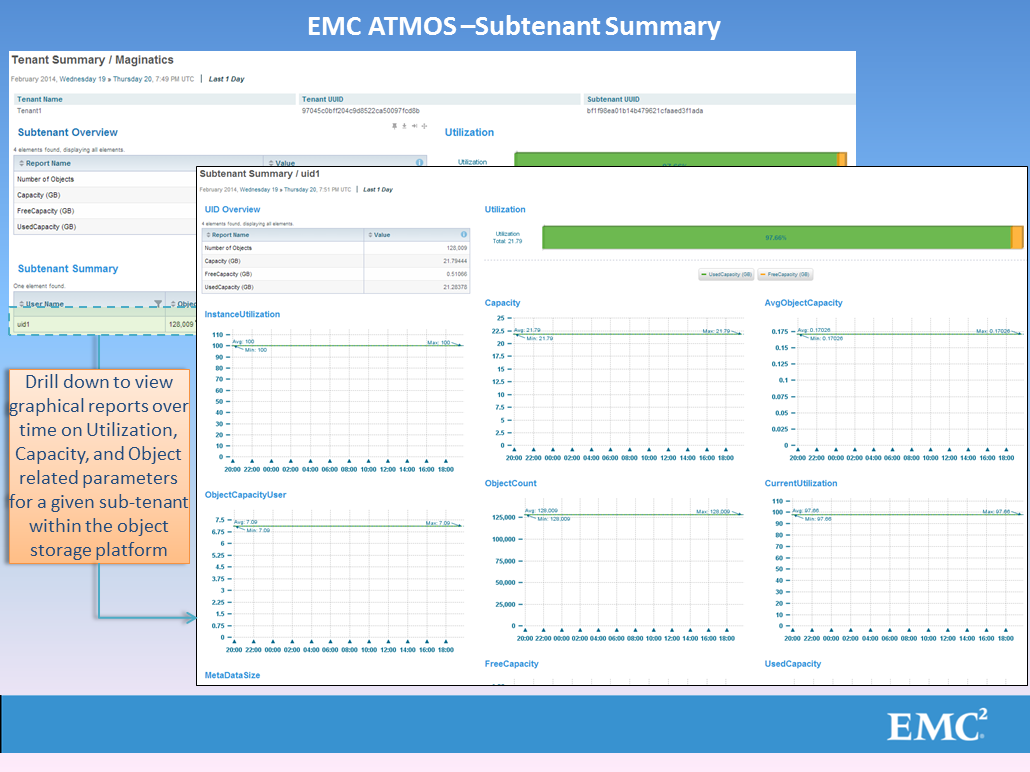 EMC ATMOS –Subtenant Summary
Tenant Summary / Maginatics
February 2014, Wednesday 19 » Thursday 20, 7:49 PM UTC | Last 1 Day
Tenant Name Tenant UUID Subtenant UUID
Tenant1 97045c0bff204c9d8522ca50097fcd8b bf1f98ea01b14b479621cfaaed3f1ada
Subtenant Overview Utilization
4 elements found, displaying all elements.
Report Name Value Utilization
Number of Objects
Capacity (GB)
FreeCapacity (GB)
UsedCapacity (GB)
Subtenant Summary
One element found.
User Name
uid1 128,009
Drill down to view
graphical reports over
time on Utilization,
Capacity, and Object
related parameters
for a given sub-tenant
within the object
storage platform
Subtenant Summary / uid1
February 2014, Wednesday 19 » Thursday 20, 7:51 PM UTC | Last 1 Day
UID Overview Utilization
4 elements found, displaying all elements.
Report Name Value
Number of Objects 128,009
Capacity (GB) 21.79444
FreeCapacity (GB) 0.51066
UsedCapacity (GB) 21.28378
Utilization
Total: 21.79 97.66%
UsedCapacity (GB) FreeCapacity (GB)
InstanceUtilization
110
100
90
80
70
60
50
40
30
20
10
0
Avg: 100 Max: 100
Min: 100
20:00 22:00 00:00 02:00 04:00 06:00 08:00 10:00 12:00 14:00 16:00 18:00
Capacity
25
22.5
20
17.5
15
12.5
10
7.5
5
2.5
0
Avg: 21.79 Max: 21.79
Min: 21.79
20:00 22:00 00:00 02:00 04:00 06:00 08:00 10:00 12:00 14:00 16:00 18:00
AvgObjectCapacity
0.175
0.15
0.125
0.1
0.075
0.05
0.025
0
Avg: 0.17026 Max: 0.17026
Min: 0.17026
20:00 22:00 00:00 02:00 04:00 06:00 08:00 10:00 12:00 14:00 16:00 18:00
ObjectCapacityUser
7.5
6.75
6
5.25
4.5
3.75
3
2.25
1.5
0.75
0
Avg: 7.09 Max: 7.09
Min: 7.09
20:00 22:00 00:00 02:00 04:00 06:00 08:00 10:00 12:00 14:00 16:00 18:00
ObjectCount
125,000
100,000
75,000
50,000
25,000
0
Avg: 128,009 Max: 128,009
Min: 128,009
20:00 22:00 00:00 02:00 04:00 06:00 08:00 10:00 12:00 14:00 16:00 18:00
CurrentUtilization
110
100
90
80
70
60
50
40
30
20
10
0
Avg: 97.66 Max: 97.66
Min: 97.66
20:00 22:00 00:00 02:00 04:00 06:00 08:00 10:00 12:00 14:00 16:00 18:00
MetaDataSize
FreeCapacity
UsedCapacity
EMC²